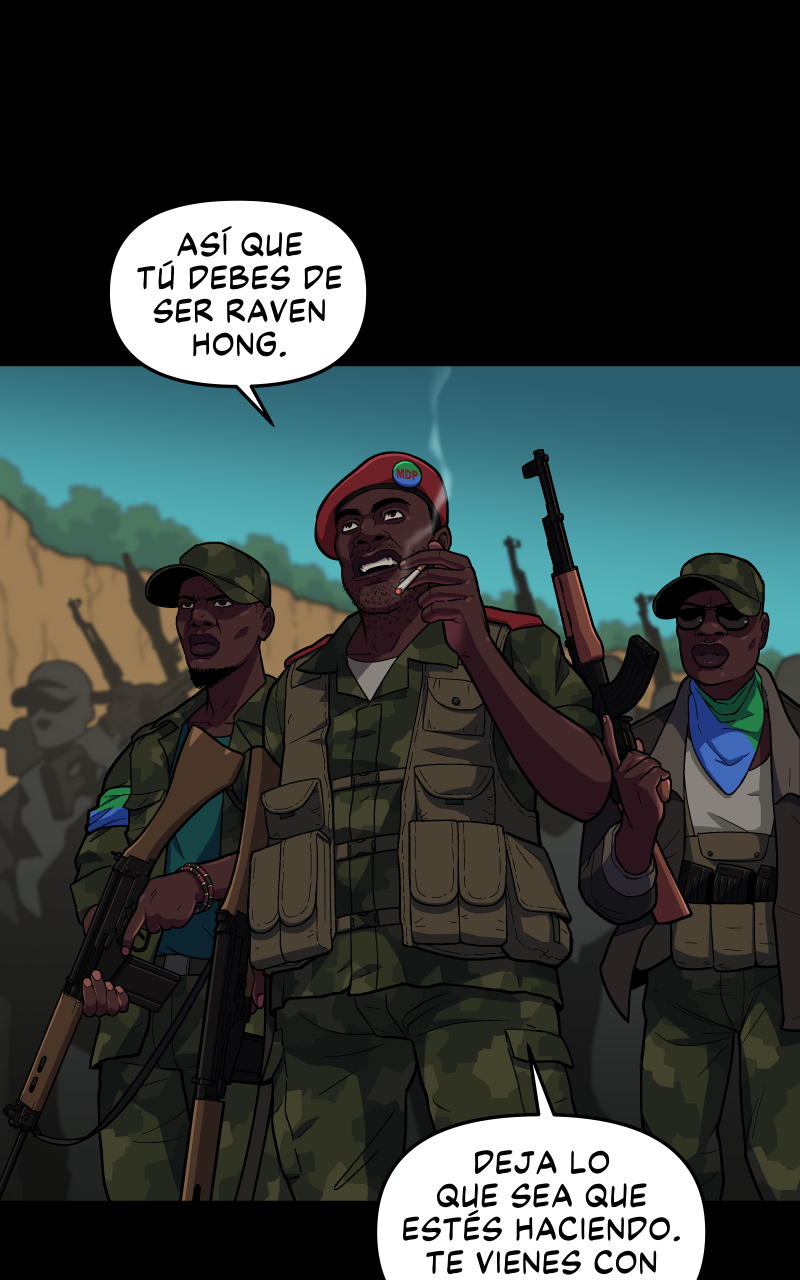 ASÍ QUE
TÚ DEBES DE
SER RAVEN
HONG.
MDP
DEJA LO
QUE SEA QUE
ESTÉS HACIENDO.
TE VIENES CON